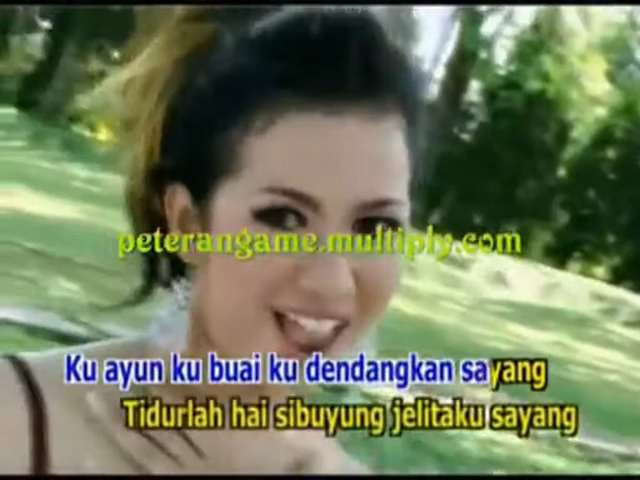 peterangame.multiply.com
Ku ayun ku buai ku dendangkan sayang
Tidurlah hai sibuyung jelitaku sayang